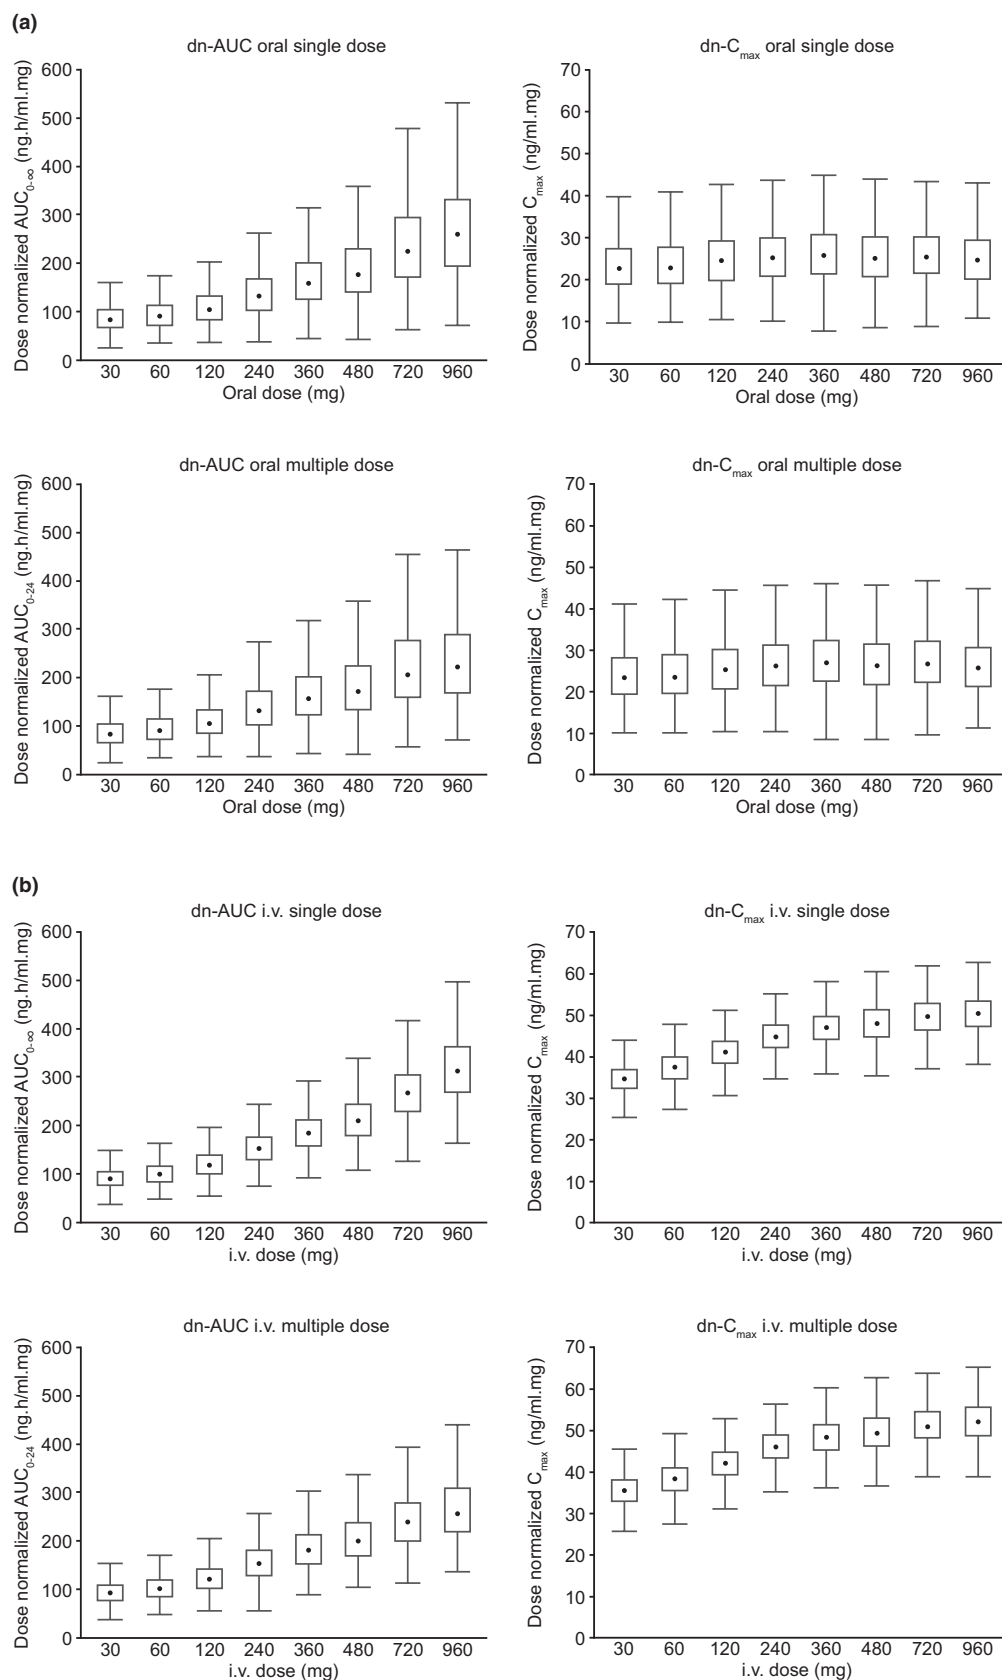 (a)
dn-AUC oral single dose
Dose normalized AUC0-∞ (ng.h/ml.mg)
600
500
400
300
200
100
0
30 60 120 240 360 480 720 960
Oral dose (mg)
dn-Cmax oral single dose
Dose normalized Cmax (ng/ml.mg)
70
60
50
40
30
20
10
0
30 60 120 240 360 480 720 960
Oral dose (mg)
dn-AUC oral multiple dose
Dose normalized AUC0-24 (ng.h/ml.mg)
600
500
400
300
200
100
0
30 60 120 240 360 480 720 960
Oral dose (mg)
dn-Cmax oral multiple dose
Dose normalized Cmax (ng/ml.mg)
70
60
50
40
30
20
10
0
30 60 120 240 360 480 720 960
Oral dose (mg)
(b)
dn-AUC i.v. single dose
Dose normalized AUC0-∞ (ng.h/ml.mg)
600
500
400
300
200
100
0
30 60 120 240 360 480 720 960
i.v. dose (mg)
dn-Cmax i.v. single dose
Dose normalized Cmax (ng/ml.mg)
70
60
50
40
30
20
10
0
30 60 120 240 360 480 720 960
i.v. dose (mg)
dn-AUC i.v. multiple dose
Dose normalized AUC0-24 (ng.h/ml.mg)
600
500
400
300
200
100
0
30 60 120 240 360 480 720 960
i.v. dose (mg)
dn-Cmax i.v. multiple dose
Dose normalized Cmax (ng/ml.mg)
70
60
50
40
30
20
10
0
30 60 120 240 360 480 720 960
i.v. dose (mg)